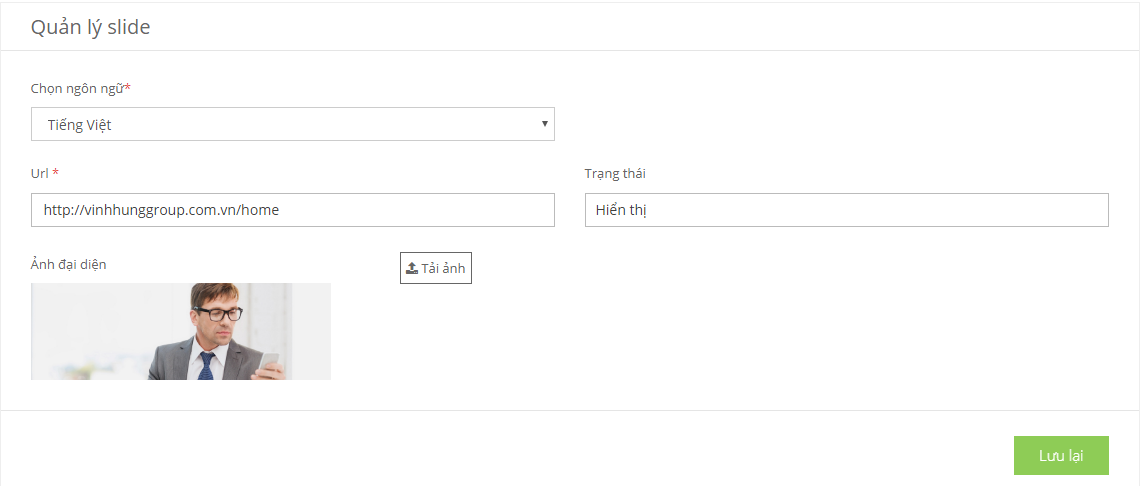 Quản lý slide
Chọn ngôn ngữ*
Tiếng Việt
Url *
Trạng thái
http://vinhhunggroup.com.vn/home
Hiển thị
Ảnh đại diện
Tải ảnh
Lưu lại